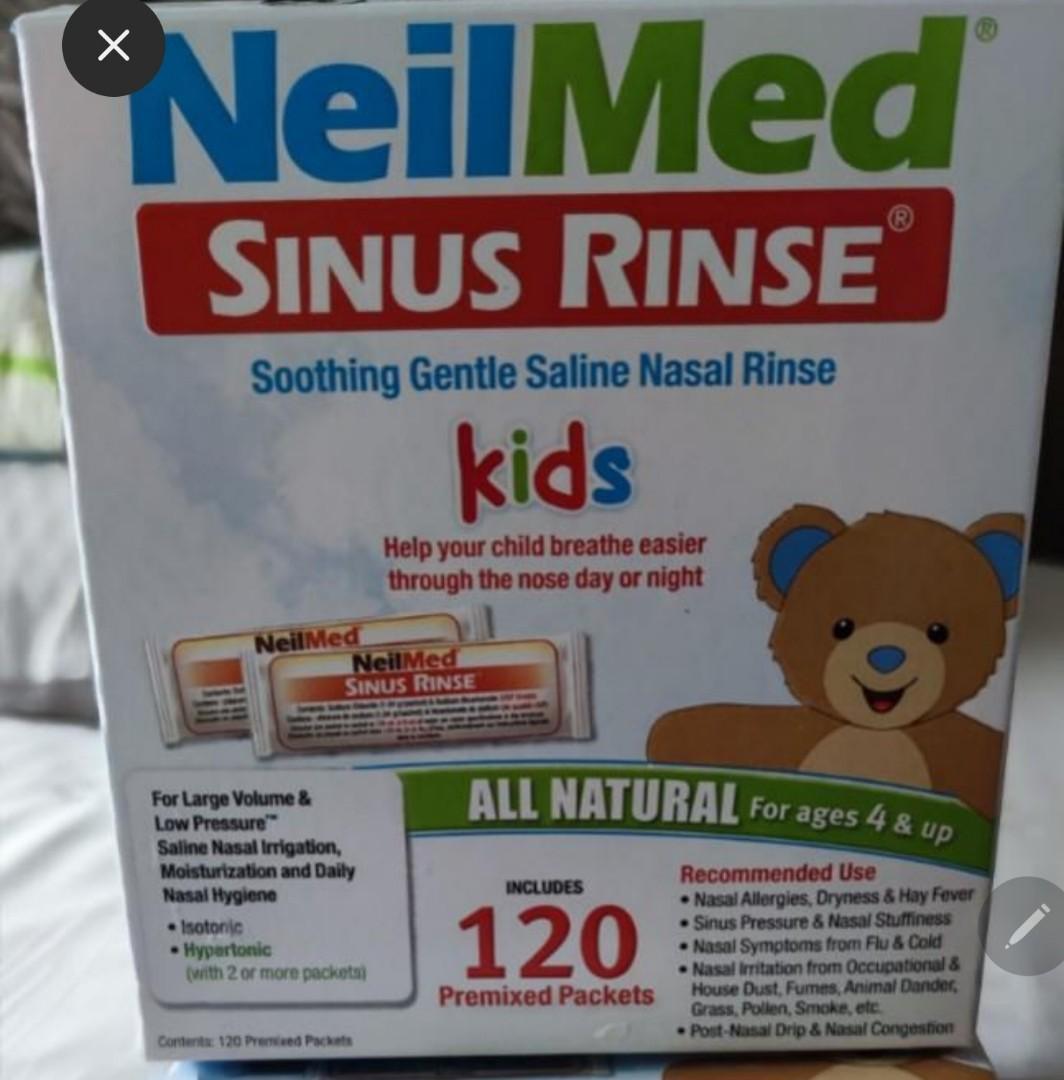 NeilMed®
SINUS RINSE®
Soothing Gentle Saline Nasal Rinse
kids
Help your child breathe easier
through the nose day or night
NeilMed
NeilMed
SINUS RINSE
ALL NATURAL For ages 4 & up
For Large Volume &
Low Pressure™
Saline Nasal Irrigation,
Moisturization and Daily
Nasal Hygiene
• Isotonic
• Hypertonic
(with 2 or more packets)
INCLUDES
120
Premixed Packets
Recommended Use
• Nasal Allergies, Dryness & Hay Fever
• Sinus Pressure & Nasal Stuffiness
• Nasal Symptoms from Flu & Cold
• Nasal Irritation from Occupational &
House Dust, Fumes, Animal Dander,
Grass, Pollen, Smoke, etc.
• Post-Nasal Drip & Nasal Congestion
Contents: 120 Premixed Packets